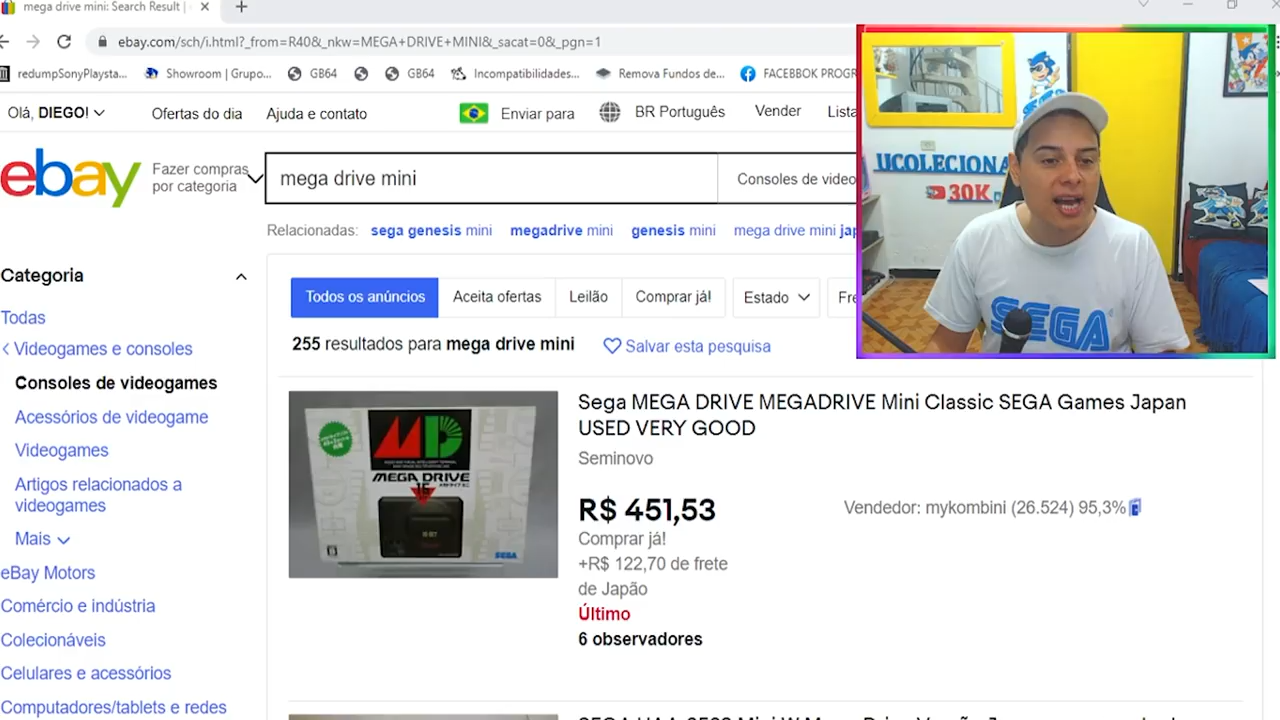 mega drive mini: Search Result |
ebay.com/sch/i.html?_from=R40&_nkw=MEGA+DRIVE+MINI&_sacat=0&_pgn=1
redumpSonyPlaysta...
Showroom | Grupo...
GB64
GB64
Incompatibilidades...
Remova Fundos de...
FACEBBOK PROGR
Olá, DIEGO!
Ofertas do dia
Ajuda e contato
Enviar para
BR Português
Vender
Lista
ebay
Fazer compras
por categoria
mega drive mini
Consoles de video
UCOLECIONA
30K
SEGA
Relacionadas:
sega genesis mini
megadrive mini
genesis mini
mega drive mini jap
Categoria
Todas
Videogames e consoles
Consoles de videogames
Acessórios de videogame
Videogames
Artigos relacionados a
videogames
Mais
eBay Motors
Comércio e indústria
Colecionáveis
Celulares e acessórios
Computadores/tablets e redes
Todos os anúncios
Aceita ofertas
Leilão
Comprar já!
Estado
Fre
255 resultados para mega drive mini
Salvar esta pesquisa
MD
MEGA DRIVE
16
SEGA
Sega MEGA DRIVE MEGADRIVE Mini Classic SEGA Games Japan
USED VERY GOOD
Seminovo
R$ 451,53
Comprar já!
+R$ 122,70 de frete
de Japão
Último
6 observadores
Vendedor: mykombini (26.524) 95,3%